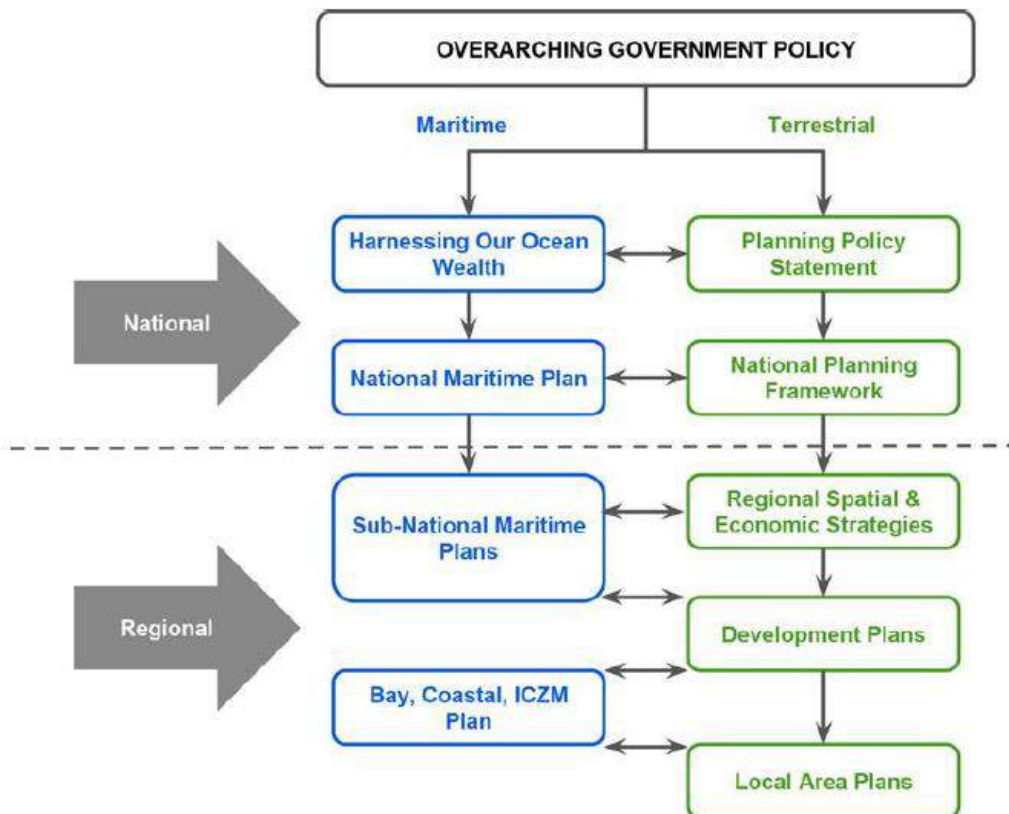 OVERARCHING GOVERNMENT POLICY
Maritime
Terrestrial
Harnessing Our Ocean
Wealth
Planning Policy
Statement
National
National Maritime Plan
National Planning
Framework
Sub-National Maritime
Plans
Regional Spatial &
Economic Strategies
Regional
Development Plans
Bay, Coastal, ICZM
Plan
Local Area Plans